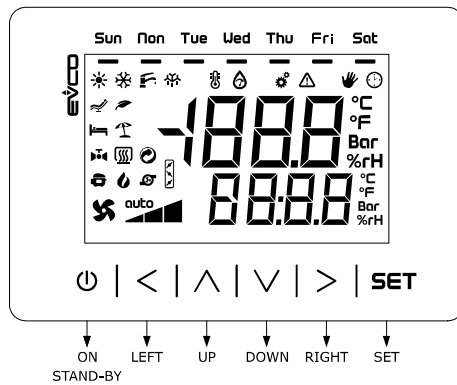 Sun Mon Tue Wed Thu Fri Sat
EVCO
°C
°F
Bar
%rH
-188.8
°C
°F
Bar
%rH
auto
88:8.8
SET
ON
STAND-BY
LEFT
UP
DOWN
RIGHT
SET